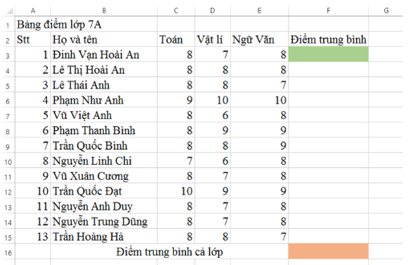 A B C D E F G
1 Bảng điểm lớp 7A
2 Stt Họ và tên Toán Vật lí Ngữ Văn Điểm trung bình
3 1 Đinh Vạn Hoài An 8 7 8
4 2 Lê Thị Hoài An 8 8 8
5 3 Lê Thái Anh 8 8 7
6 4 Phạm Như Anh 9 10 10
7 5 Vũ Việt Anh 8 6 8
8 6 Phạm Thanh Bình 8 9 9
9 7 Trần Quốc Bình 8 8 9
10 8 Nguyễn Linh Chi 7 6 8
11 9 Vũ Xuân Cương 8 7 8
12 10 Trần Quốc Đạt 10 9 9
13 11 Nguyễn Anh Duy 8 7 8
14 12 Nguyễn Trung Dũng 8 7 8
15 13 Trần Hoàng Hà 8 8 7
16 Điểm trung bình cả lớp